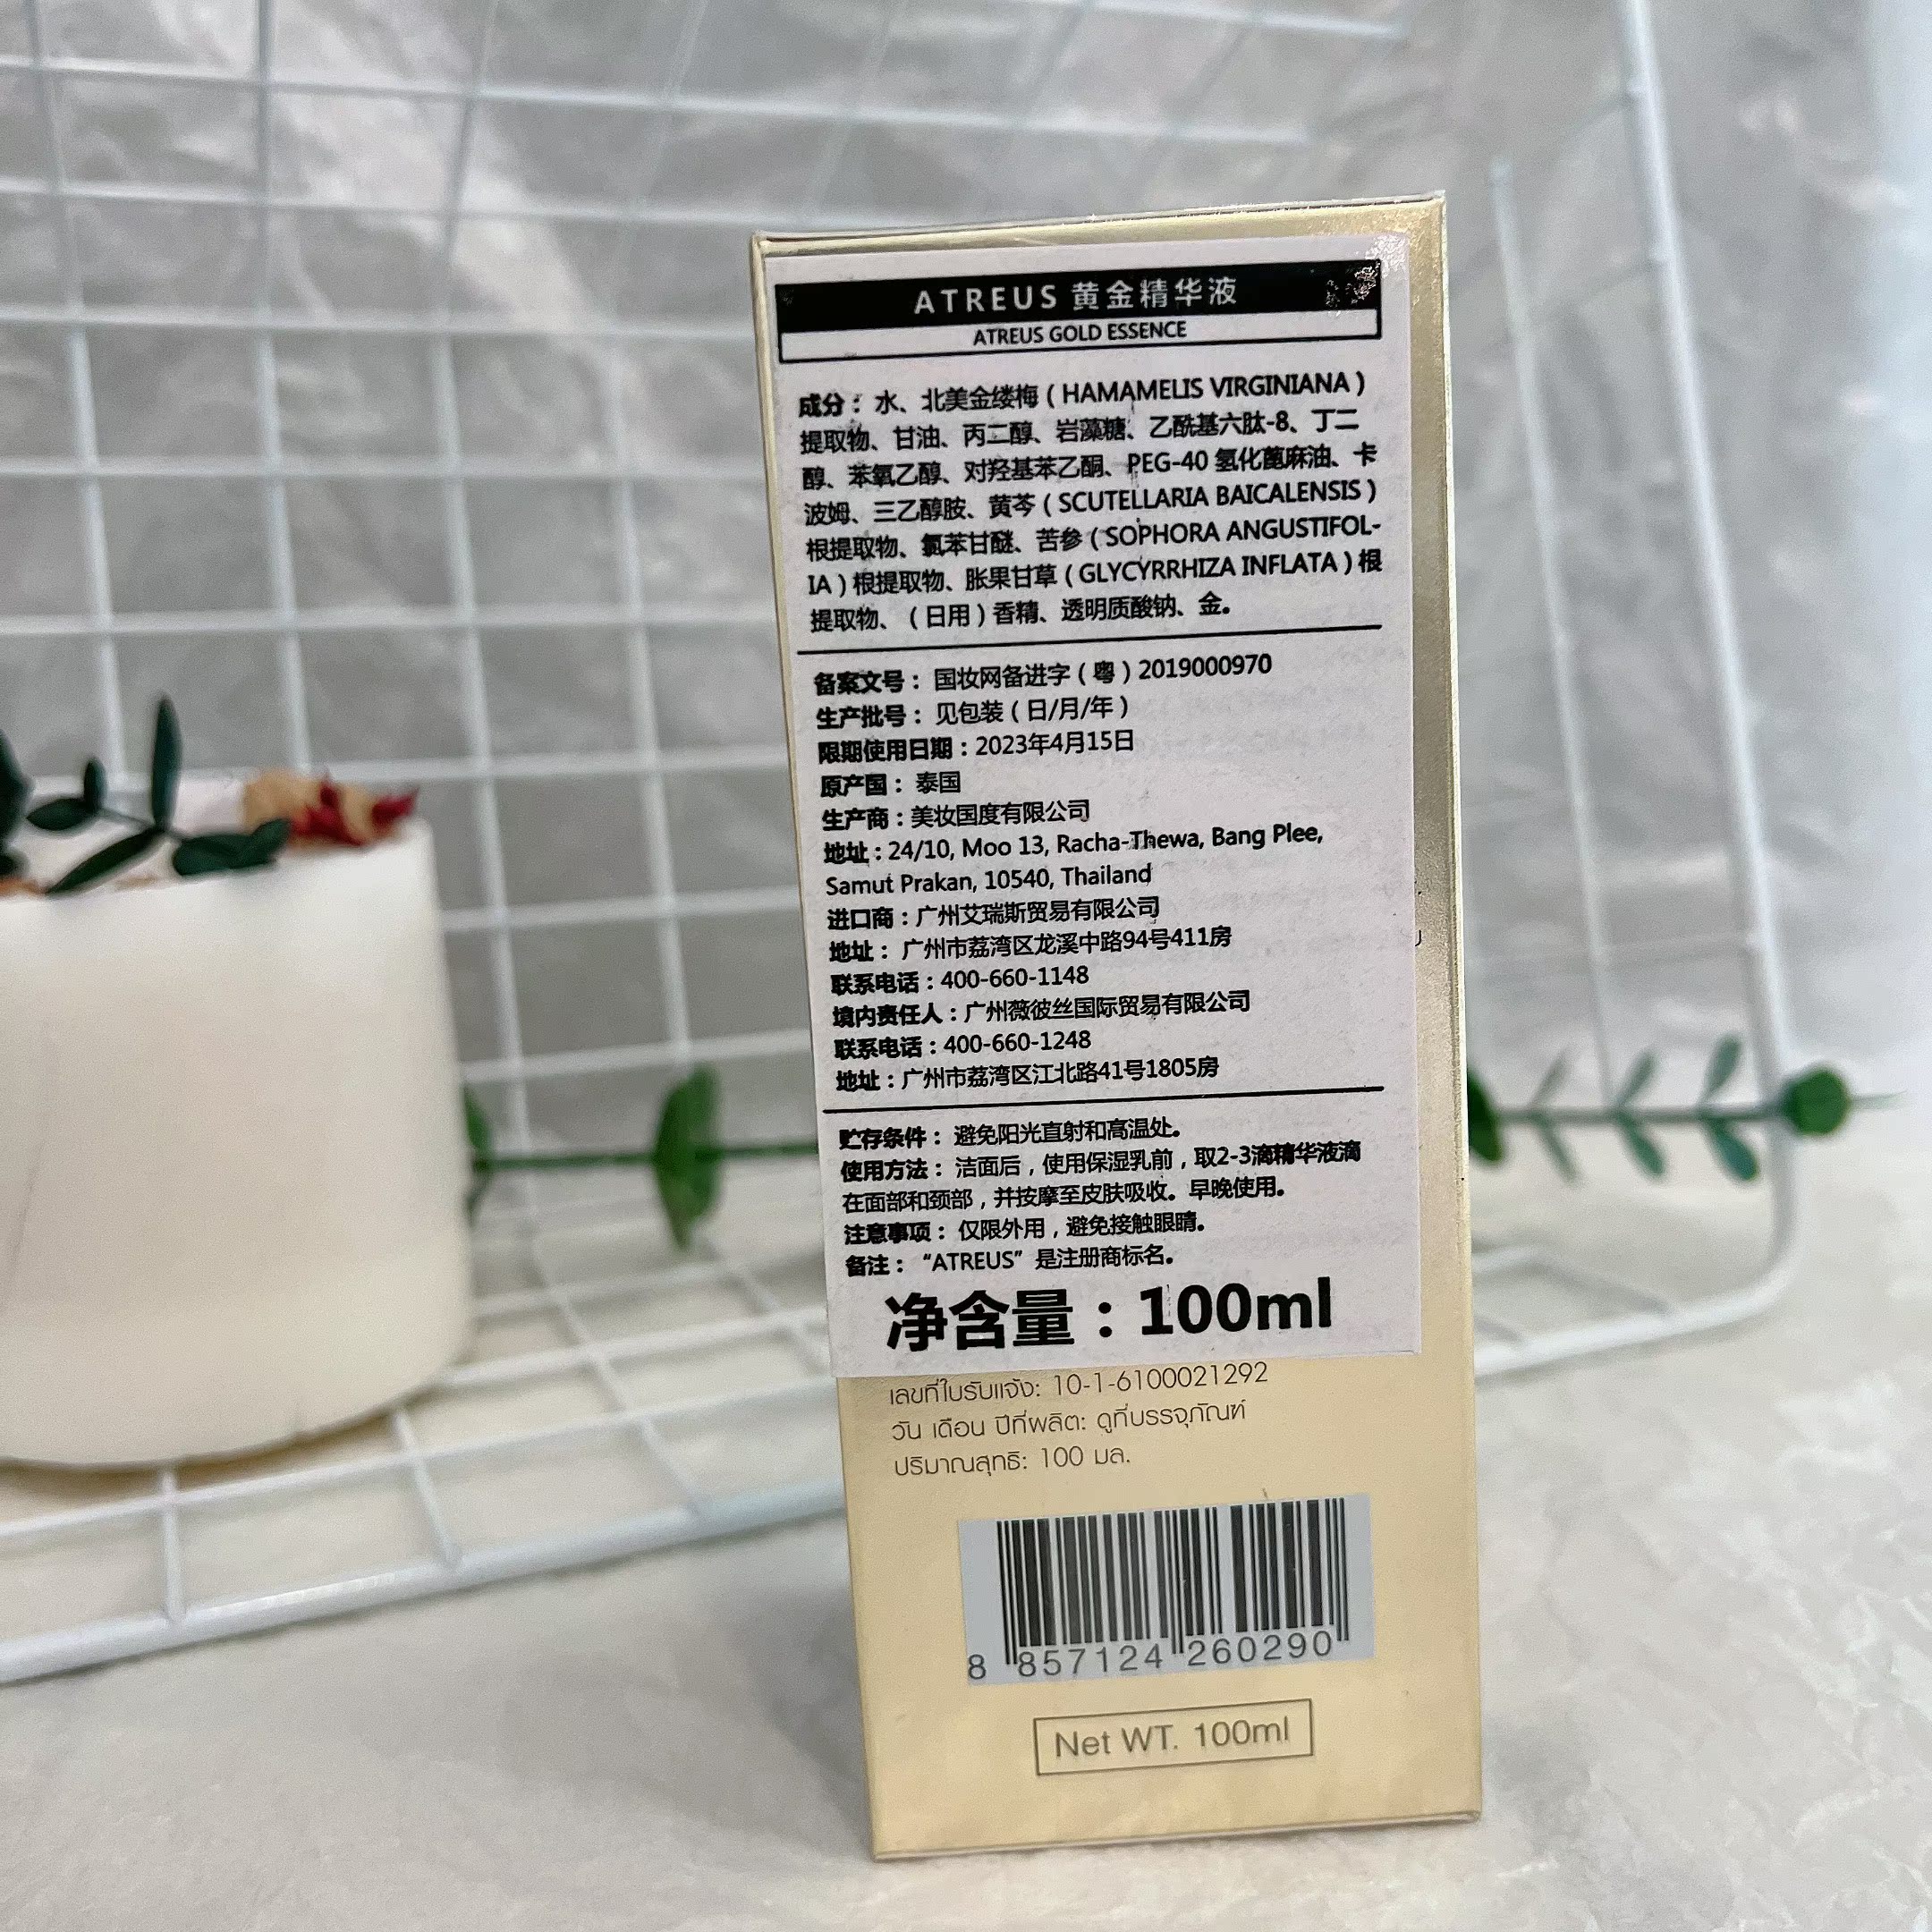 ATREUS 黄金精华液
ATREUS GOLD ESSENCE
成分：水、北美金缕梅（HAMAMELIS VIRGINIANA）
提取物、甘油、丙二醇、岩藻糖、乙酰基六肽-8、丁二
醇、苯氧乙醇、对羟基苯乙酮、PEG-40 氢化蓖麻油、卡
波姆、三乙醇胺、黄芩（SCUTELLARIA BAICALENSIS）
根提取物、氯苯甘醚、苦参（SOPHORA ANGUSTIFOL-
IA）根提取物、胀果甘草（GLYCYRRHIZA INFLATA）根
提取物、（日用）香精、透明质酸钠、金。
备案文号：国妆网备进字（粤）2019000970
生产批号：见包装（日/月/年）
限期使用日期：2023年4月15日
原产国：泰国
生产商：美妆国度有限公司
地址：24/10, Moo 13, Racha-Thewa, Bang Plee,
Samut Prakan, 10540, Thailand
进口商：广州艾瑞斯贸易有限公司
地址：广州市荔湾区龙溪中路94号411房
联系电话：400-660-1148
境内责任人：广州薇彼丝国际贸易有限公司
联系电话：400-660-1248
地址：广州市荔湾区江北路41号1805房
贮存条件：避免阳光直射和高温处。
使用方法：洁面后，使用保湿乳前，取2-3滴精华液滴
在面部和颈部，并按摩至皮肤吸收。早晚使用。
注意事项：仅限外用，避免接触眼睛。
备注：“ATREUS”是注册商标名。
净含量：100ml
เลขที่ใบรับแจ้ง: 10-1-6100021292
วัน เดือน ปีที่ผลิต: ดูที่บรรจุภัณฑ์
ปริมาณสุทธิ: 100 มล.
8 857124 260290
Net WT. 100ml